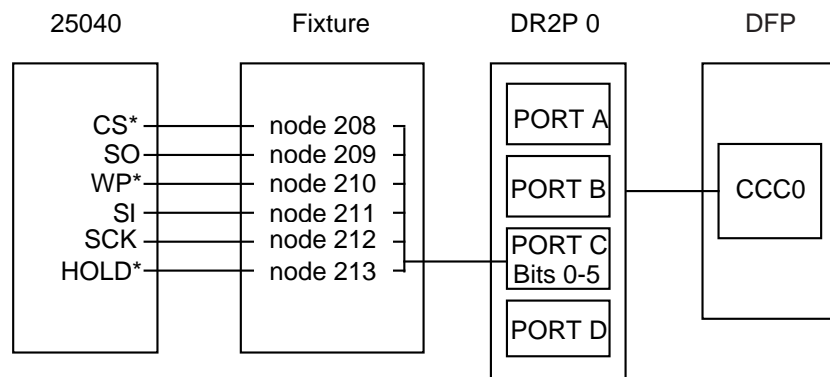 25040
Fixture
DR2P 0
DFP
CS*
node 208
SO
node 209
WP*
node 210
SI
node 211
SCK
node 212
HOLD*
node 213
PORT A
PORT B
PORT C
Bits 0-5
PORT D
CCC0